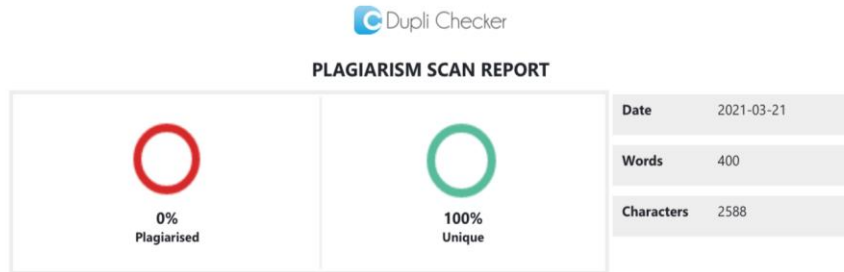 Dupli Checker
PLAGIARISM SCAN REPORT
0%
Plagiarised
100%
Unique
Date 2021-03-21
Words 400
Characters 2588